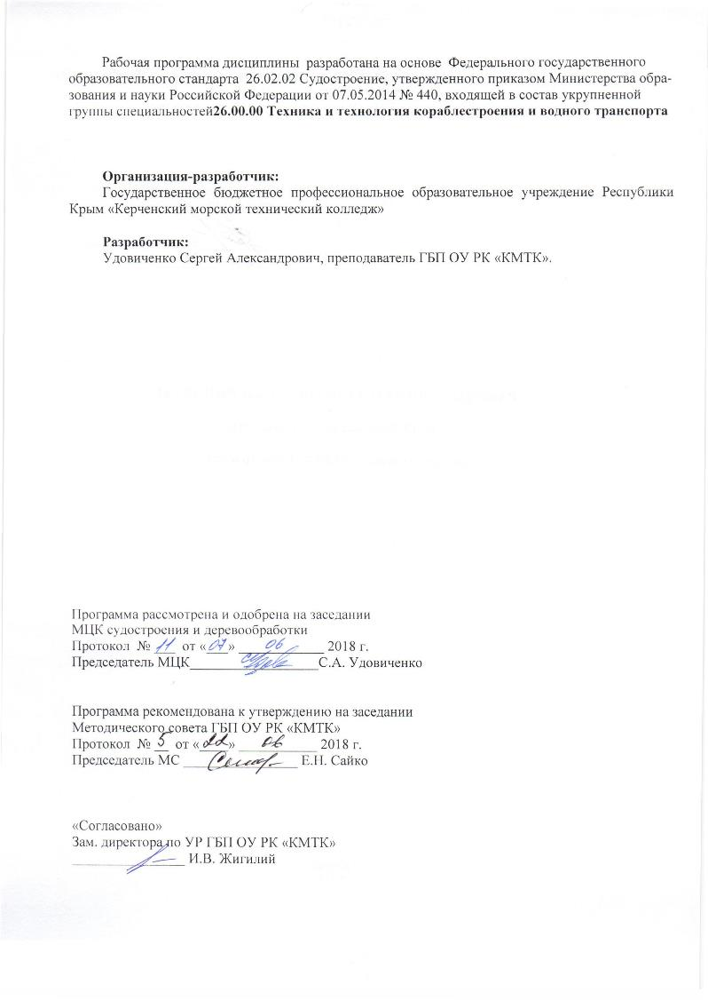 Рабочая программа дисциплины разработана на основе Федерального государственного
образовательного стандарта 26.02.02 Судостроение, утвержденного приказом Министерства обра-
зования и науки Российской Федерации от 07.05.2014 № 440, входящей в состав укрупненной
группы специальностей26.00.00 Техника и технология кораблестроения и водного транспорта
Организация-разработчик:
Государственное бюджетное профессиональное образовательное учреждение Республики
Крым «Керченский морской технический колледж»
Разработчик:
Удовиченко Сергей Александрович, преподаватель ГБП ОУ РК «КМТК».
Программа рассмотрена и одобрена на заседании
МЦК судостроения и деревообработки
Протокол № 11 от «07» 06 2018 г.
Председатель МЦК С.А. Удовиченко
Программа рекомендована к утверждению на заседании
Методического совета ГБП ОУ РК «КМТК»
Протокол № 5 от «22» 06 2018 г.
Председатель МС Е.Н. Сайко
«Согласовано»
Зам. директора по УР ГБП ОУ РК «КМТК»
И.В. Жигилий